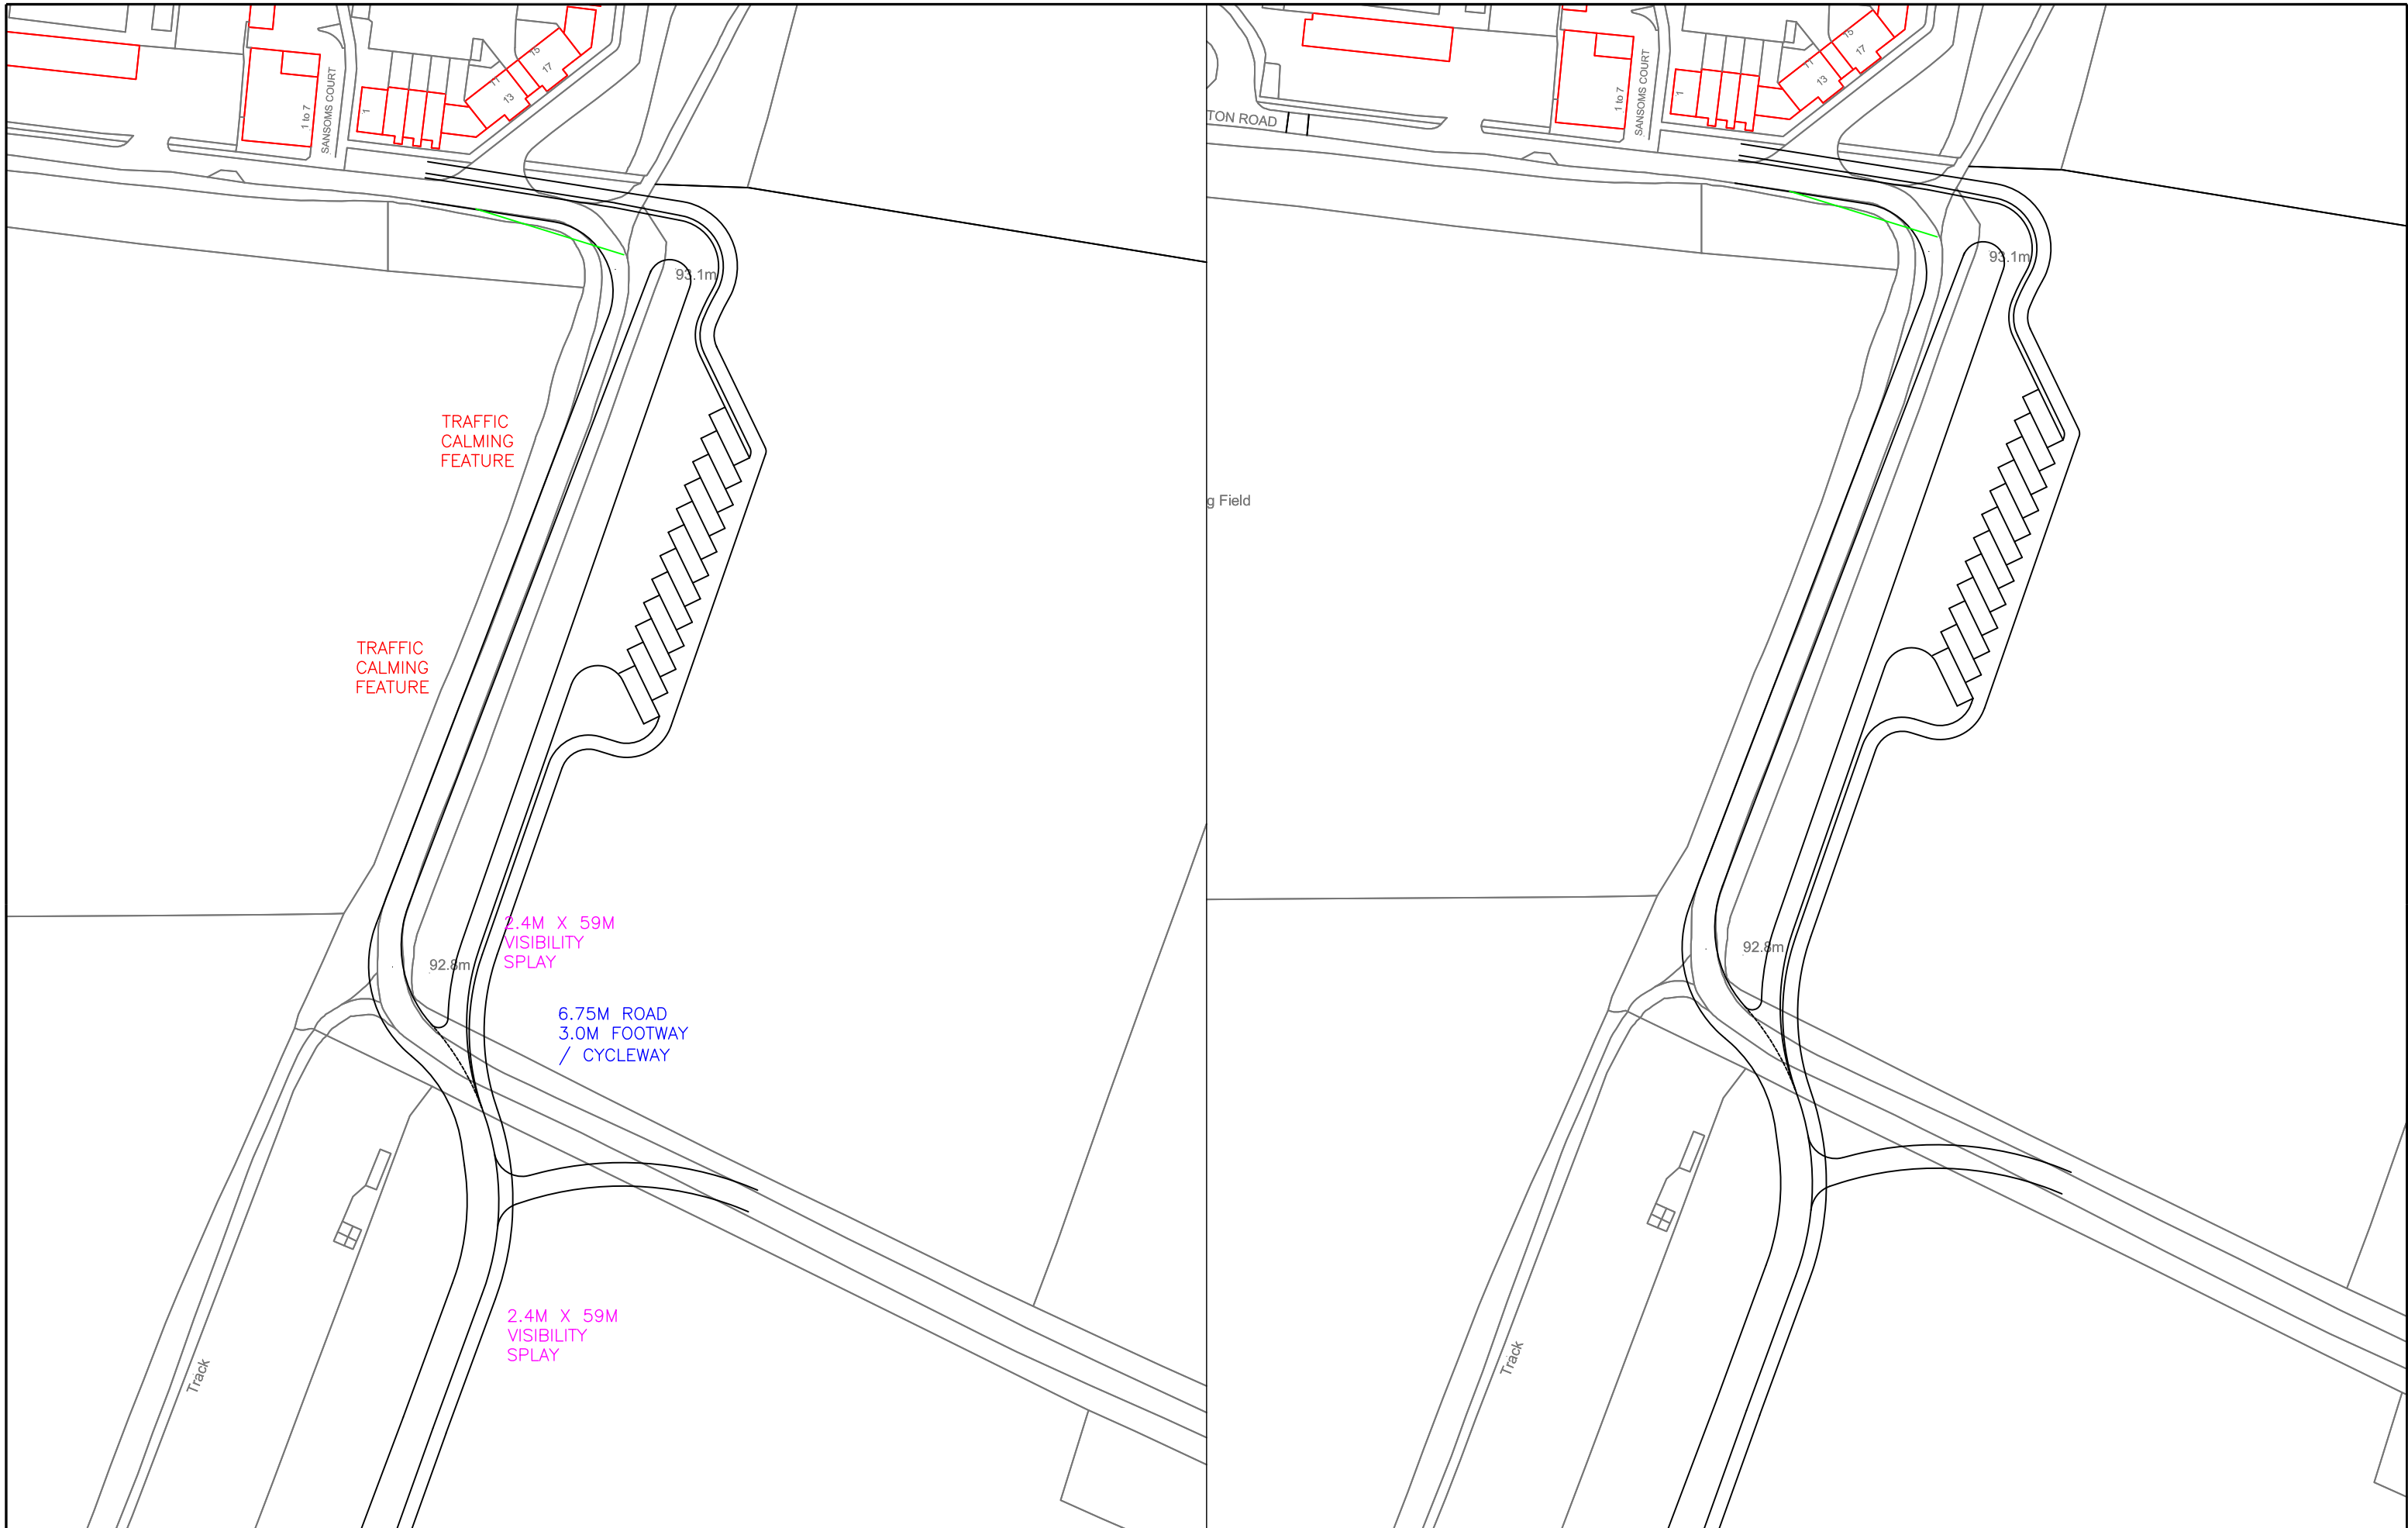 15
17
11
13
1
1 to 7
SANSOMS COURT
93.1m
TRAFFIC
CALMING
FEATURE
TRAFFIC
CALMING
FEATURE
2.4M X 59M
VISIBILITY
SPLAY
92.8m
6.75M ROAD
3.0M FOOTWAY
/ CYCLEWAY
2.4M X 59M
VISIBILITY
SPLAY
Track
15
17
11
13
1
1 to 7
SANSOMS COURT
TON ROAD
93.1m
g Field
92.8m
Track